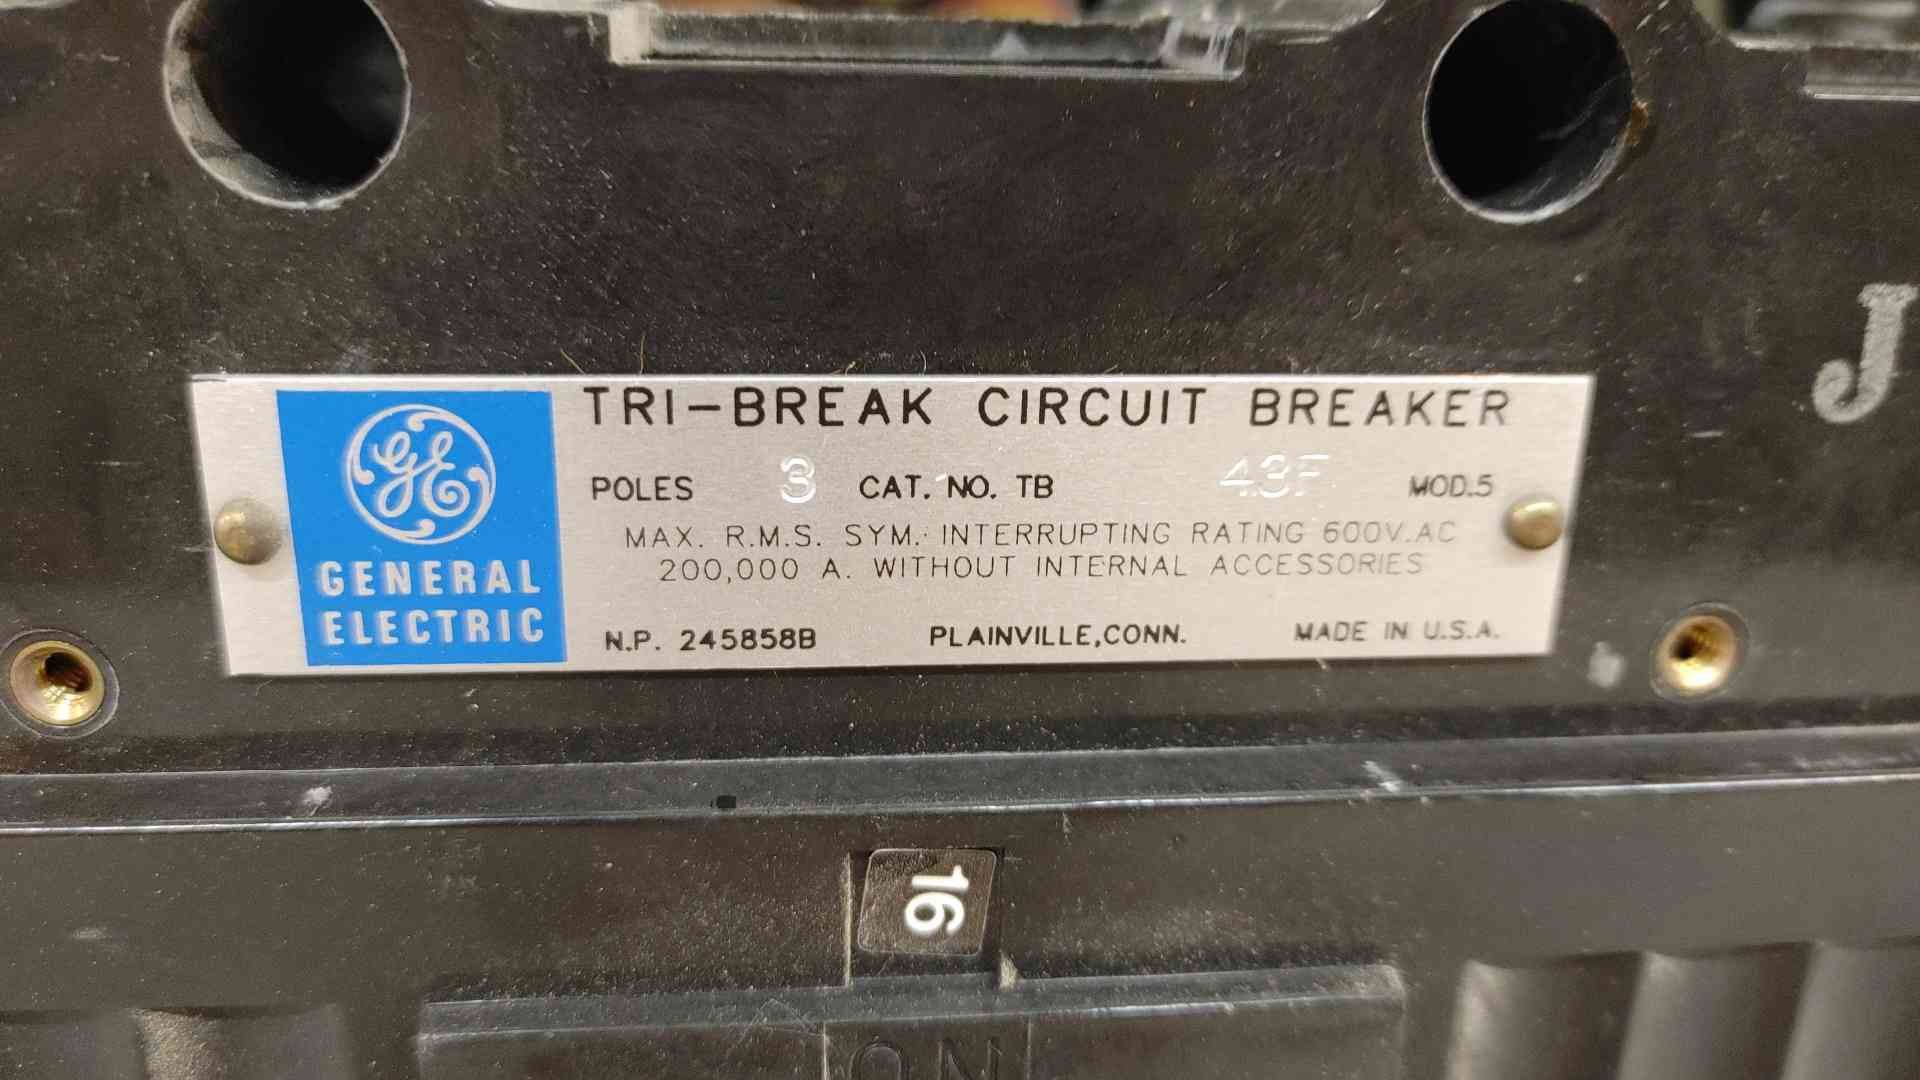 J
TRI-BREAK CIRCUIT BREAKER
POLES 3 CAT. NO. TB 43F MOD.5
MAX. R.M.S. SYM. INTERRUPTING RATING 600V.AC
200,000 A. WITHOUT INTERNAL ACCESSORIES
N.P. 245858B PLAINVILLE,CONN. MADE IN U.S.A.
GE
GENERAL
ELECTRIC
16
ON